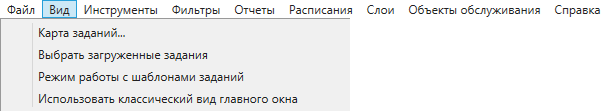 Файл Вид Инструменты Фильтры Отчеты Расписания Слои Объекты обслуживания Справка
Карта заданий...
Выбрать загруженные задания
Режим работы с шаблонами заданий
Использовать классический вид главного окна